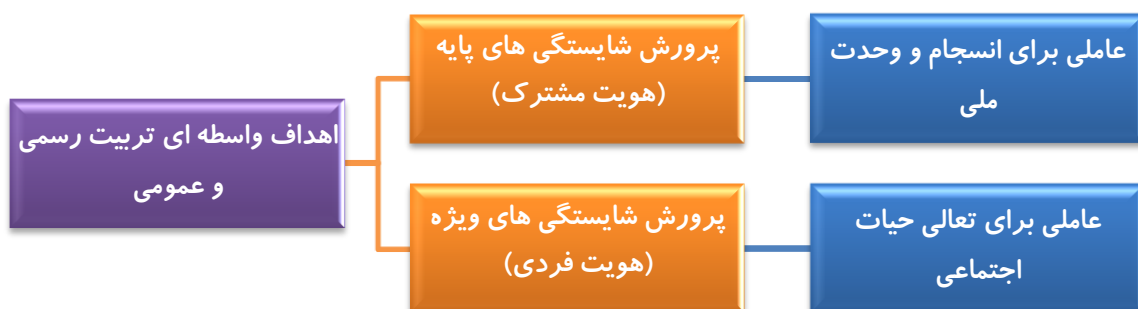 اهداف واسطه ای تربیت رسمی
و عمومی
پرورش شایستگی های پایه
(هویت مشترک)
عاملی برای انسجام و وحدت
ملی
پرورش شایستگی های ویژه
(هویت فردی)
عاملی برای تعالی حیات
اجتماعی